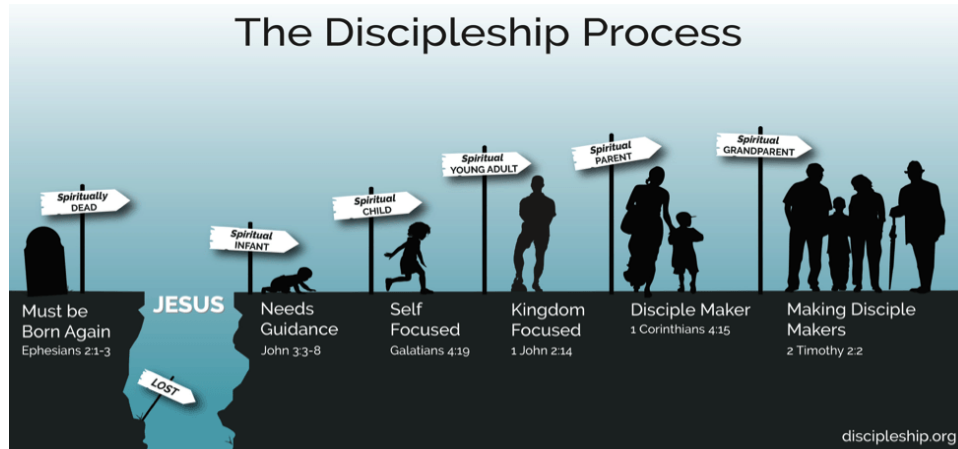 The Discipleship Process
Spiritually
DEAD
Must be
Born Again
Ephesians 2:1-3
JESUS
LOST
Spiritual
INFANT
Needs
Guidance
John 3:3-8
Spiritual
CHILD
Self
Focused
Galatians 4:19
Spiritual
YOUNG ADULT
Kingdom
Focused
1 John 2:14
Spiritual
PARENT
Disciple Maker
1 Corinthians 4:15
Spiritual
GRANDPARENT
Making Disciple
Makers
2 Timothy 2:2
discipleship.org